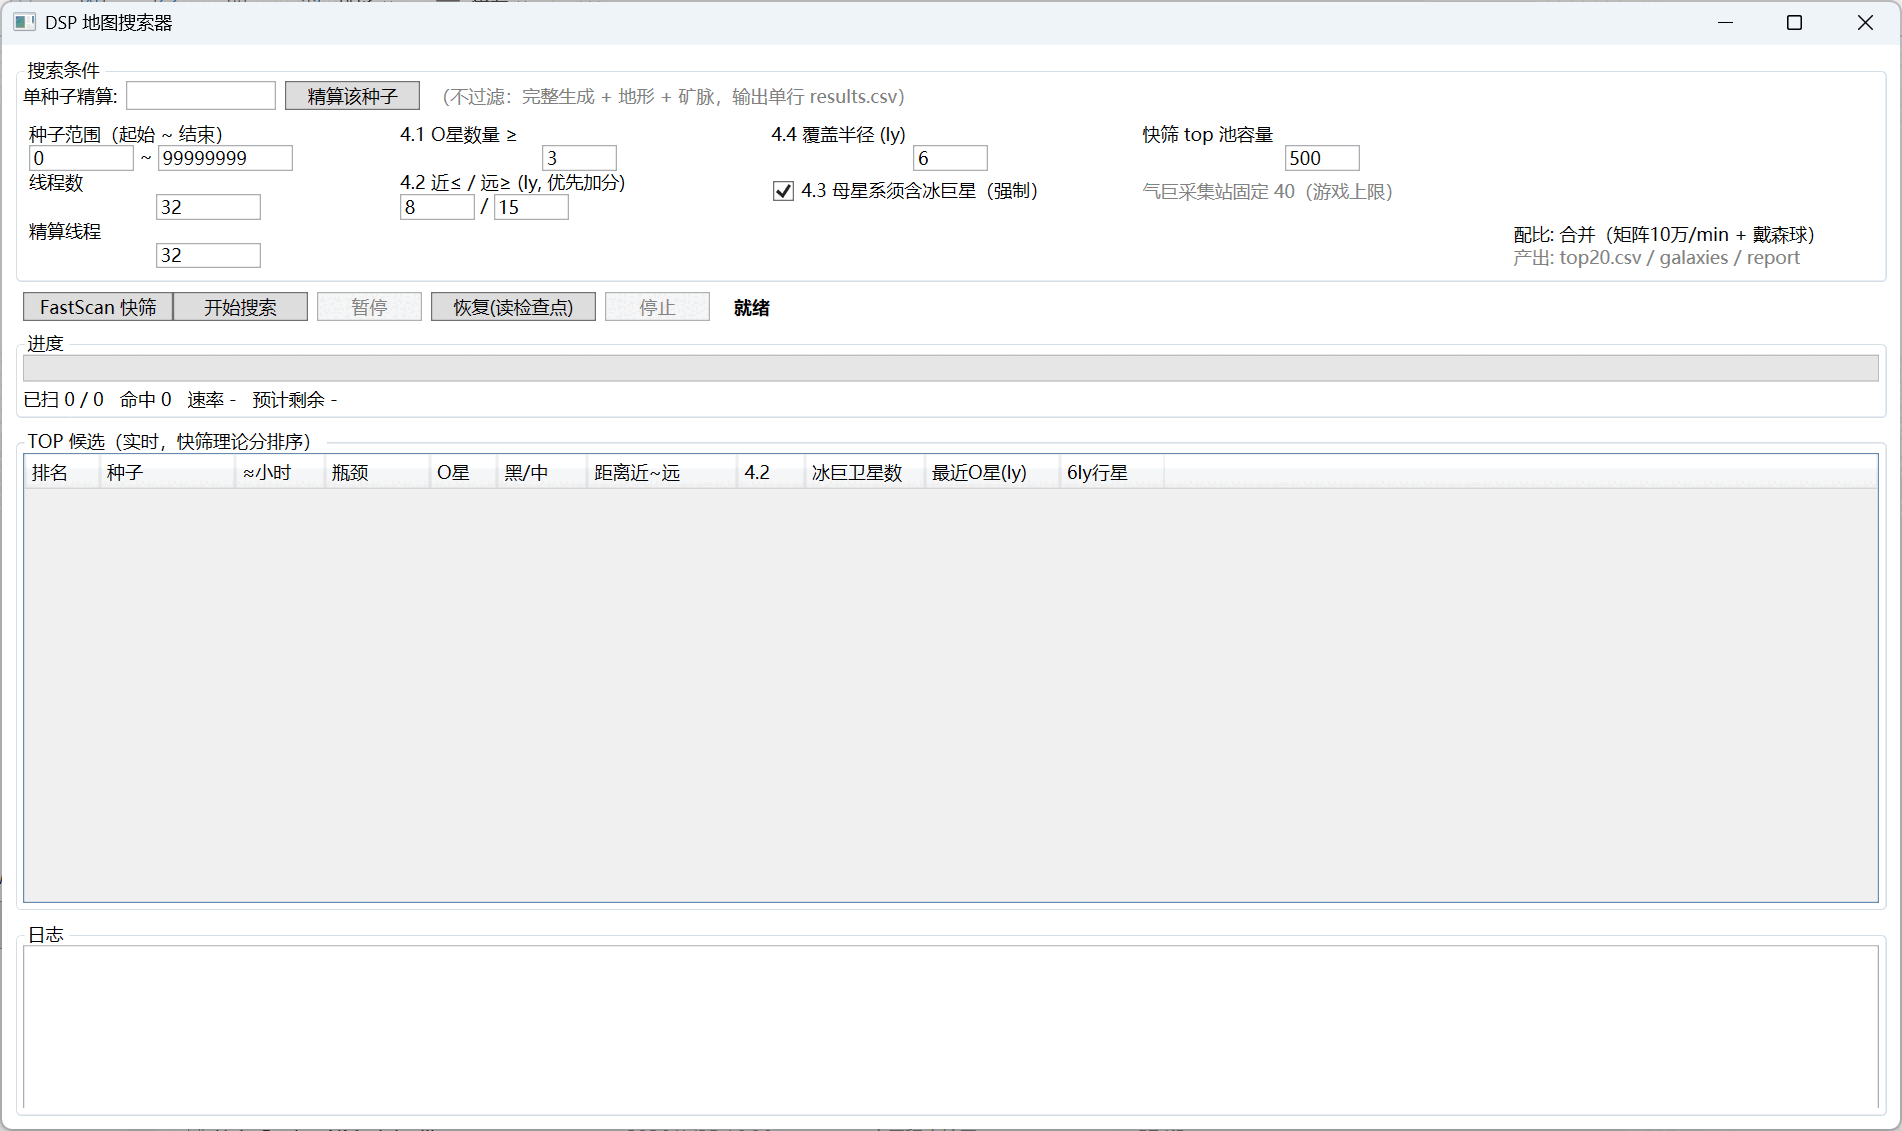 DSP 地图搜索器
搜索条件
单种子精算: 精算该种子 (不过滤：完整生成 + 地形 + 矿脉，输出单行 results.csv)
种子范围（起始 ~ 结束） 4.1 O星数量 ≥ 4.4 覆盖半径 (ly) 快筛 top 池容量
0 ~ 99999999 3 6 500
线程数 4.2 近≤ / 远≥ (ly, 优先加分) 4.3 母星系须含冰巨星（强制） 气巨采集站固定 40（游戏上限）
32 8 / 15
精算线程 配比: 合并（矩阵10万/min + 戴森球）
32 产出: top20.csv / galaxies / report
FastScan 快筛 开始搜索 暂停 恢复(读检查点) 停止 就绪
进度
已扫 0 / 0 命中 0 速率 - 预计剩余 -
TOP 候选（实时，快筛理论分排序）
排名 种子 ≈小时 瓶颈 O星 黑/中 距离近~远 4.2 冰巨卫星数 最近O星(ly) 6ly行星
日志